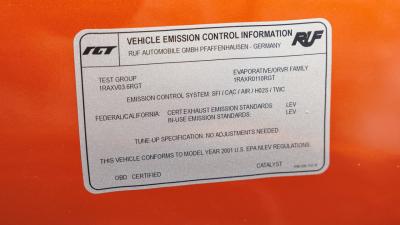 RGT
VEHICLE EMISSION CONTROL INFORMATION
RUF AUTOMOBILE GMBH PFAFFENHAUSEN - GERMANY
RUF
TEST GROUP
1RAXV03.6RGT
EVAPORATIVE/ORVR FAMILY
1RAXR0110RGT
EMISSION CONTROL SYSTEM: SFI / CAC / AIR / HO2S / TWC
FEDERAL/CALIFORNIA:
CERT.EXHAUST EMISSION STANDARDS: LEV
IN-USE EMISSION STANDARDS: LEV
TUNE-UP SPECIFICATION: NO ADJUSTMENTS NEEDED.
THIS VEHICLE CONFORMS TO MODEL YEAR 2001 U.S. EPA NLEV REGULATIONS.
OBD: CERTIFIED
CATALYST